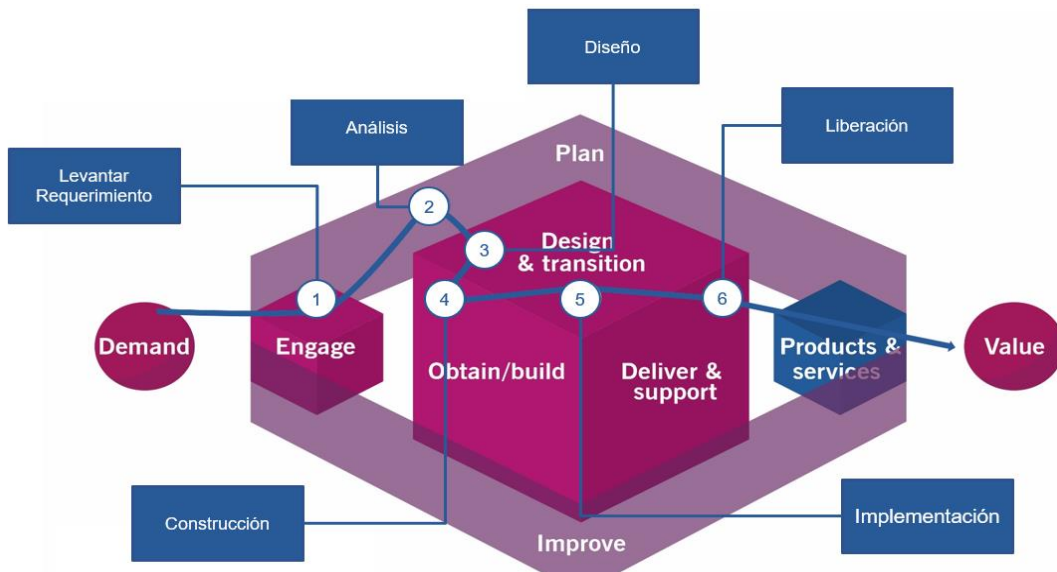 Diseño
Análisis
Liberación
Levantar
Requerimiento
Plan
2
3
Design
& transition
1
4
5
6
Demand
Engage
Obtain/build
Deliver &
support
Products &
services
Value
Construcción
Implementación
Improve